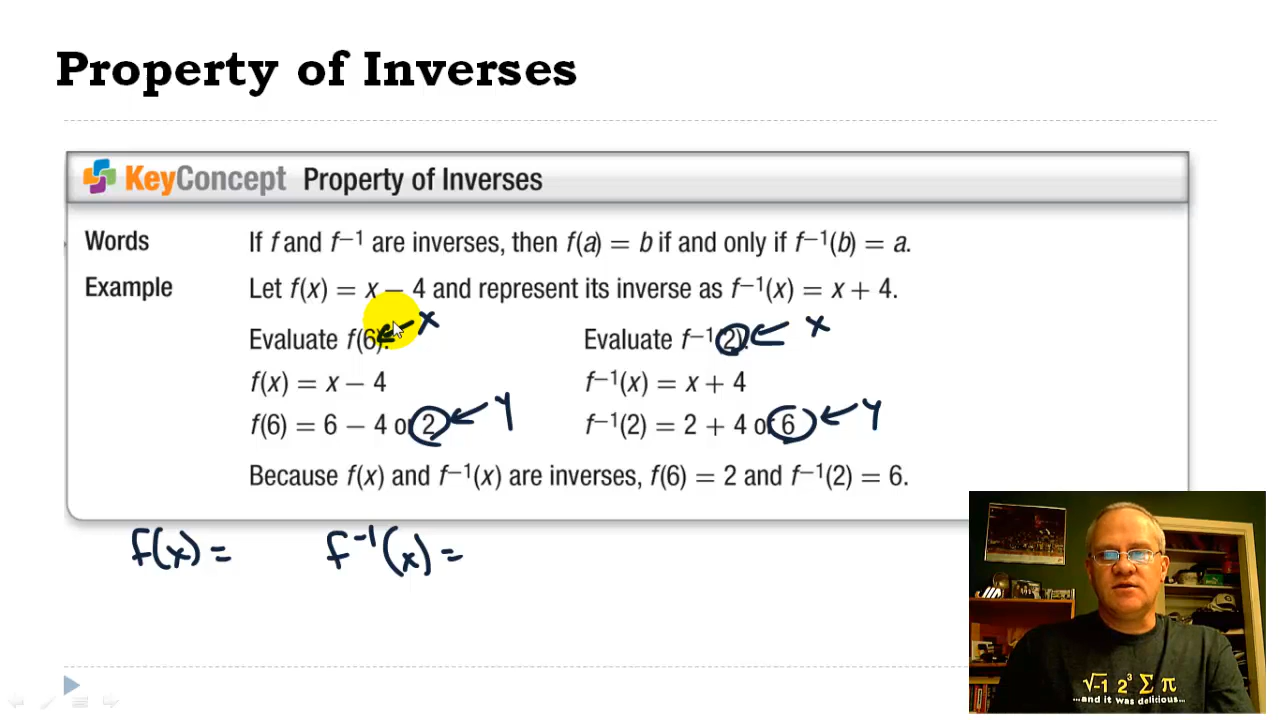 Property of Inverses
KeyConcept Property of Inverses
Words If f and f⁻¹ are inverses, then f(a) = b if and only if f⁻¹(b) = a.
Example Let f(x) = x − 4 and represent its inverse as f⁻¹(x) = x + 4.
Evaluate f(6). x Evaluate f⁻¹(2). x
f(x) = x − 4 f⁻¹(x) = x + 4
f(6) = 6 − 4 or 2 y f⁻¹(2) = 2 + 4 or 6 y
Because f(x) and f⁻¹(x) are inverses, f(6) = 2 and f⁻¹(2) = 6.
f(x) = f⁻¹(x) =
√-1 2³ Σ π
...and it was delicious...